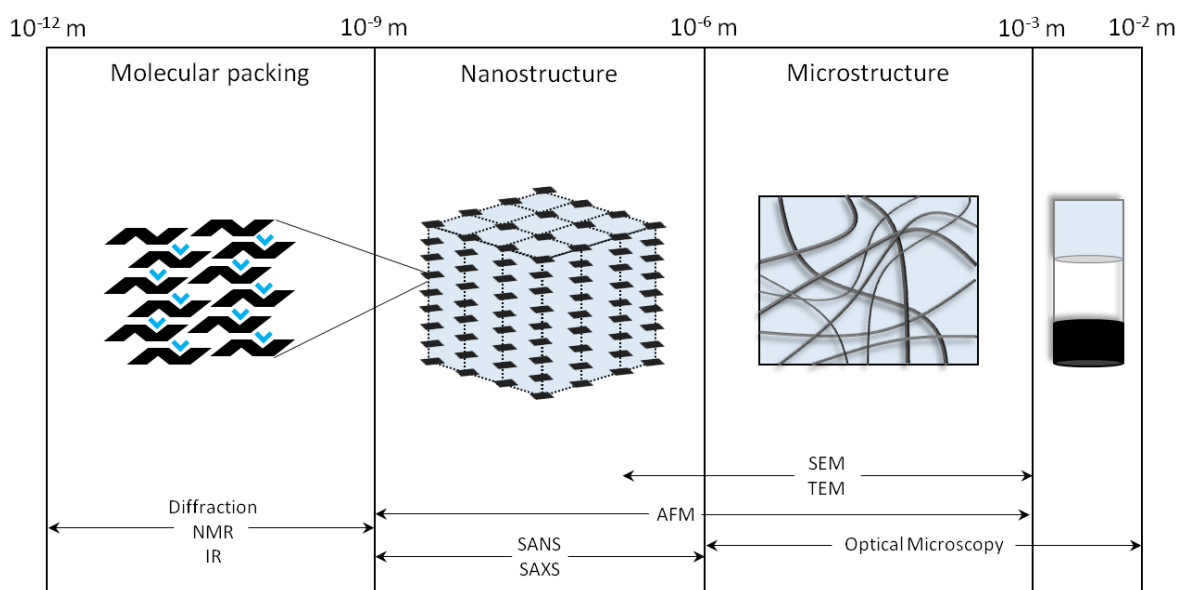 10⁻¹² m
10⁻⁹ m
10⁻⁶ m
10⁻³ m
10⁻² m
Molecular packing
Nanostructure
Microstructure
SEM
TEM
Diffraction
NMR
IR
AFM
SANS
SAXS
Optical Microscopy